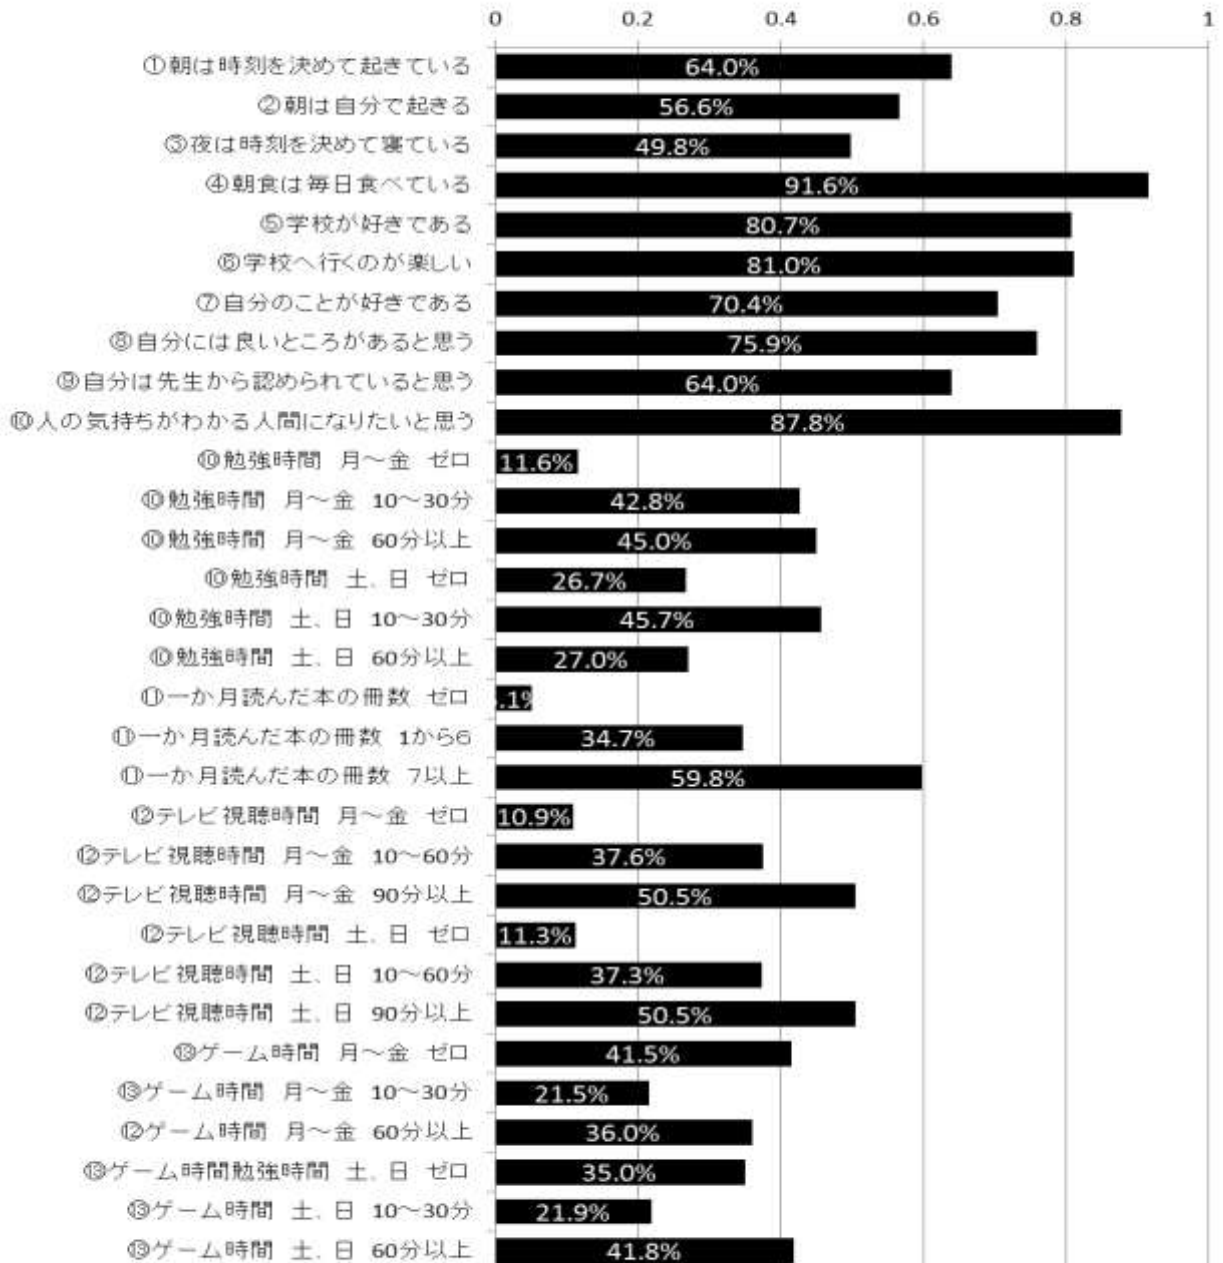 0 0.2 0.4 0.6 0.8 1
①朝は時刻を決めて起きている 64.0%
②朝は自分で起きる 56.6%
③夜は時刻を決めて寝ている 49.8%
④朝食は毎日食べている 91.6%
⑤学校が好きである 80.7%
⑥学校へ行くのが楽しい 81.0%
⑦自分のことが好きである 70.4%
⑧自分には良いところがあると思う 75.9%
⑨自分は先生から認められていると思う 64.0%
⑩人の気持ちがわかる人間になりたいと思う 87.8%
⑩勉強時間 月～金 ゼロ 11.6%
⑩勉強時間 月～金 10～30分 42.8%
⑩勉強時間 月～金 60分以上 45.0%
⑩勉強時間 土、日 ゼロ 26.7%
⑩勉強時間 土、日 10～30分 45.7%
⑩勉強時間 土、日 60分以上 27.0%
⑪一か月読んだ本の冊数 ゼロ .1%
⑪一か月読んだ本の冊数 1から6 34.7%
⑪一か月読んだ本の冊数 7以上 59.8%
⑫テレビ視聴時間 月～金 ゼロ 10.9%
⑫テレビ視聴時間 月～金 10～60分 37.6%
⑫テレビ視聴時間 月～金 90分以上 50.5%
⑫テレビ視聴時間 土、日 ゼロ 11.3%
⑫テレビ視聴時間 土、日 10～60分 37.3%
⑫テレビ視聴時間 土、日 90分以上 50.5%
⑬ゲーム時間 月～金 ゼロ 41.5%
⑬ゲーム時間 月～金 10～30分 21.5%
⑫ゲーム時間 月～金 60分以上 36.0%
⑬ゲーム時間勉強時間 土、日 ゼロ 35.0%
⑬ゲーム時間 土、日 10～30分 21.9%
⑬ゲーム時間 土、日 60分以上 41.8%